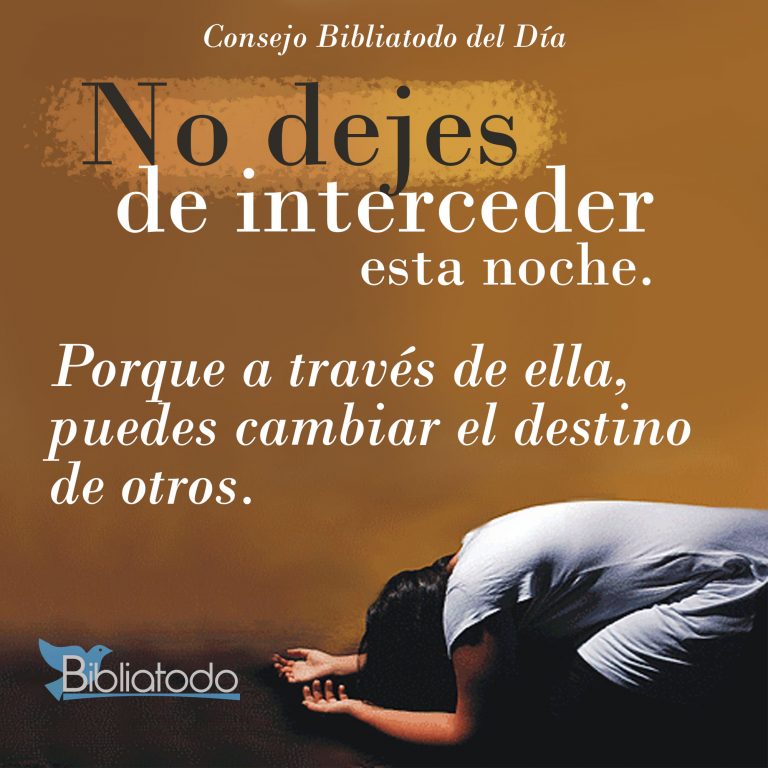 Consejo Bibliatodo del Día
No dejes
de interceder
esta noche.
Porque a través de ella,
puedes cambiar el destino
de otros.
Bibliatodo